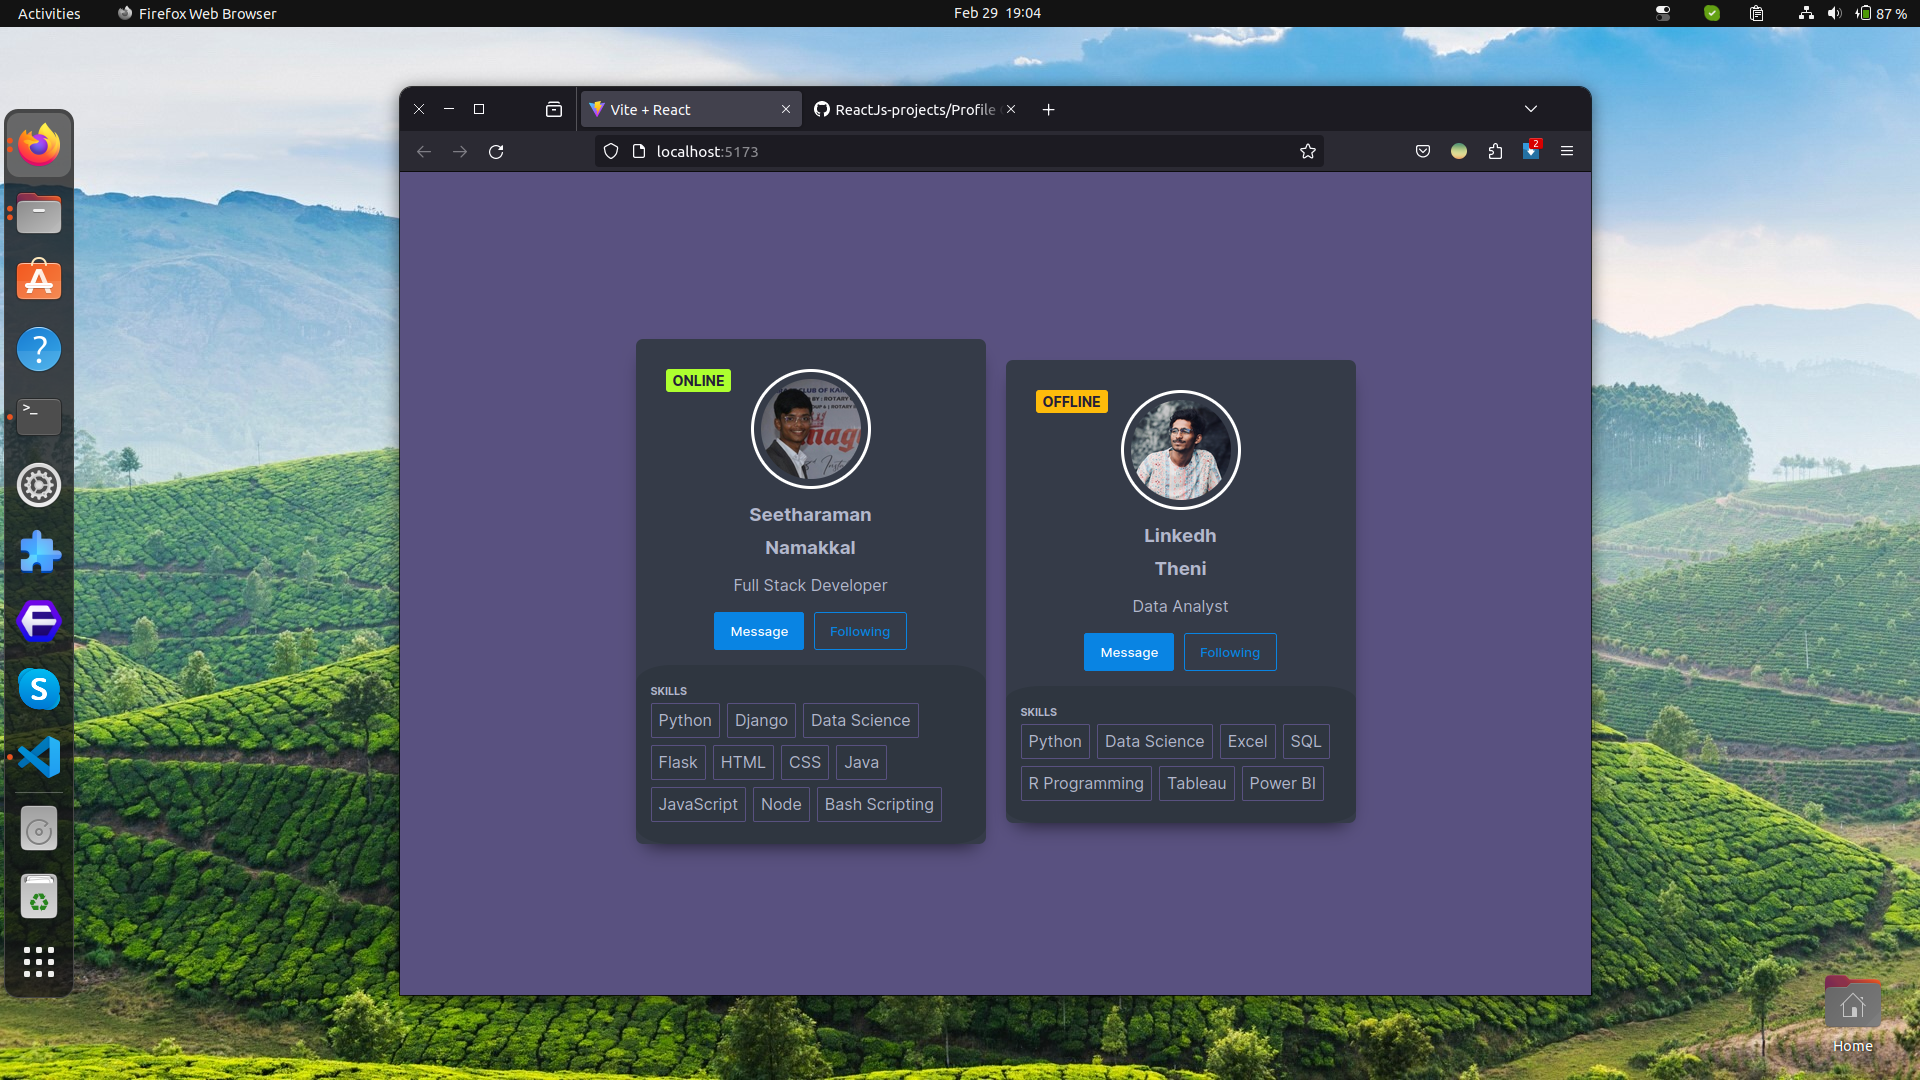 Activities
Firefox Web Browser
Feb 29 19:04
87 %
Vite + React
ReactJs-projects/Profile
localhost:5173
2
ONLINE
Seetharaman
Namakkal
Full Stack Developer
Message
Following
SKILLS
Python
Django
Data Science
Flask
HTML
CSS
Java
JavaScript
Node
Bash Scripting
OFFLINE
Linkedh
Theni
Data Analyst
Message
Following
SKILLS
Python
Data Science
Excel
SQL
R Programming
Tableau
Power BI
Home